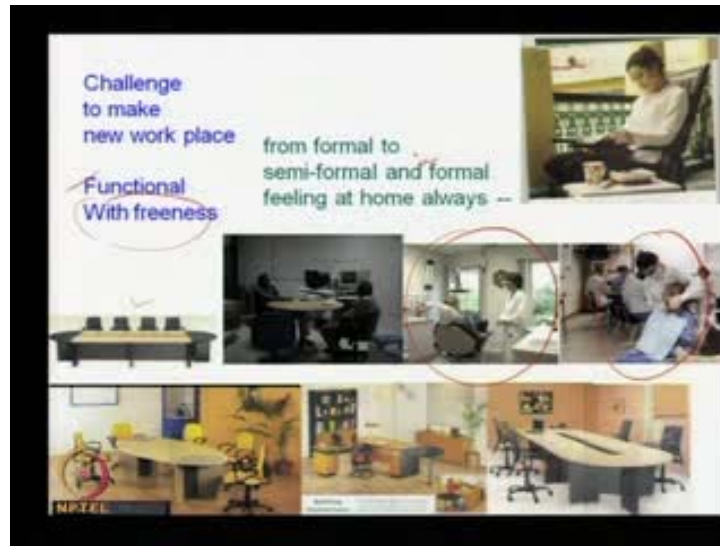 Challenge
to make
new work place
Functional
With freeness
from formal to
semi-formal and formal
feeling at home always --
NPTEL